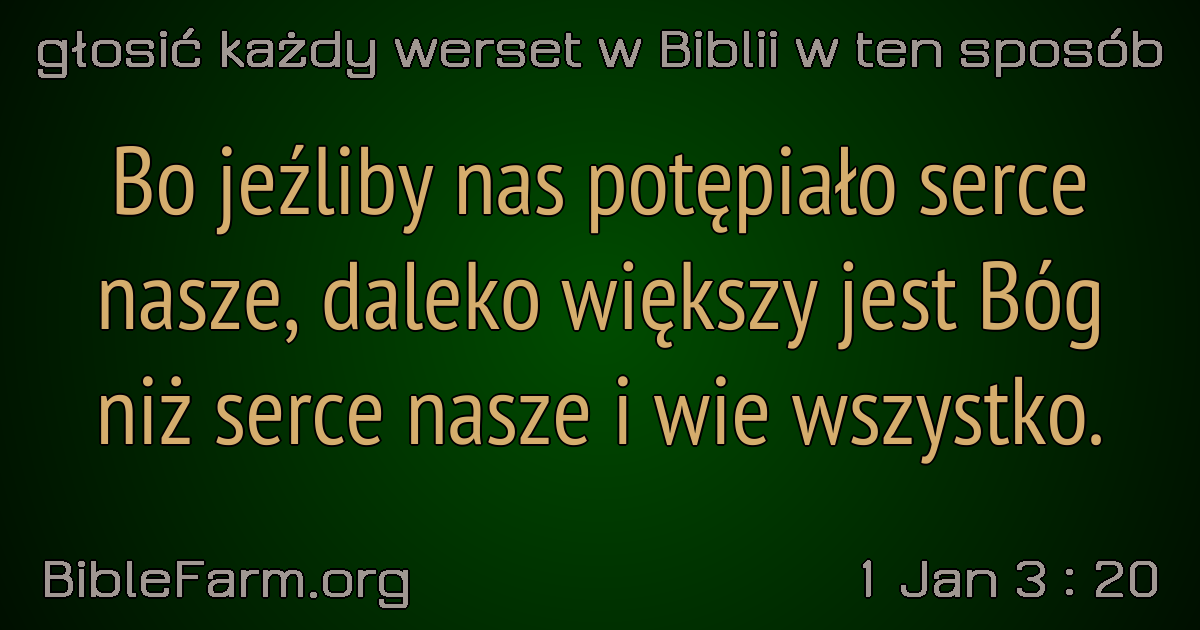 głosić każdy werset w Biblii w ten sposób
Bo jeźliby nas potępiało serce
nasze, daleko większy jest Bóg
niż serce nasze i wie wszystko.
BibleFarm.org
1 Jan 3 : 20